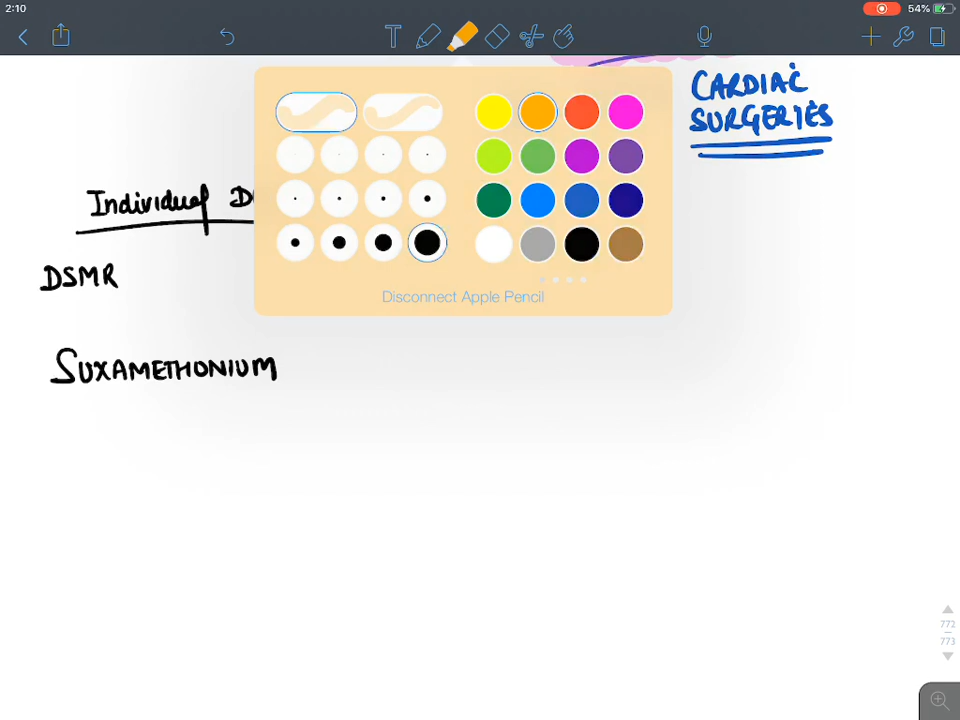 2:10
54%
T
CARDIAC
SURGERIES
Individual
Disconnect Apple Pencil
DSMR
SUXAMETHONIUM
772
773